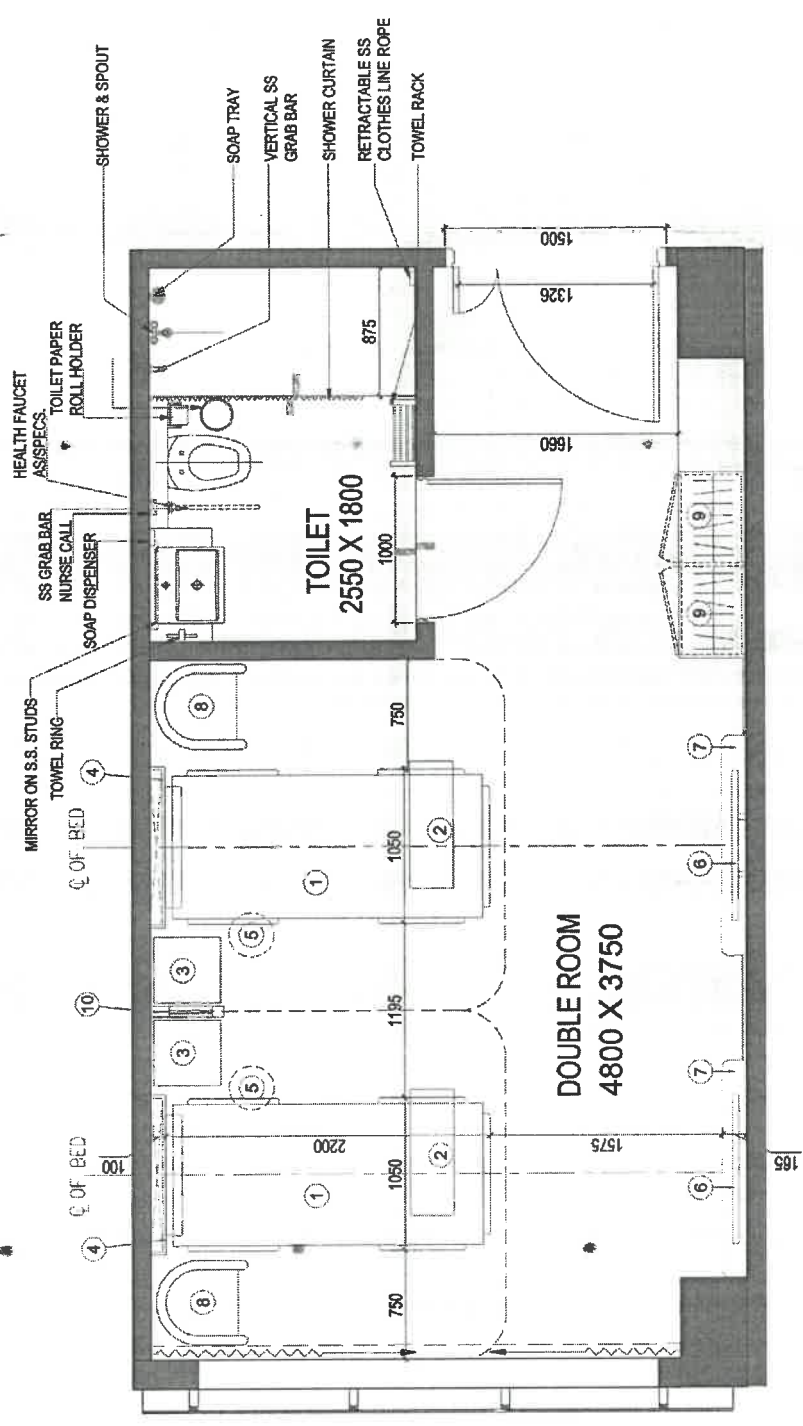 SHOWER & SPOUT
SOAP TRAY
VERTICAL SS
GRAB BAR
SHOWER CURTAIN
RETRACTABLE SS
CLOTHES LINE ROPE
TOWEL RACK
HEALTH FAUCET
AS/SPECS.
TOILET PAPER
ROLL HOLDER
SS GRAB BAR
NURSE CALL
SOAP DISPENSER
MIRROR ON S.S. STUDS
TOWEL RING
TOILET
2550 X 1800
1000
875
1500
1326
1660
9
9
℄ OF BED
4
8
750
1
1050
2
5
3
10
3
1195
5
DOUBLE ROOM
4800 X 3750
7
6
7
6
℄ OF BED
100
4
2200
1
1050
2
1575
165
8
750